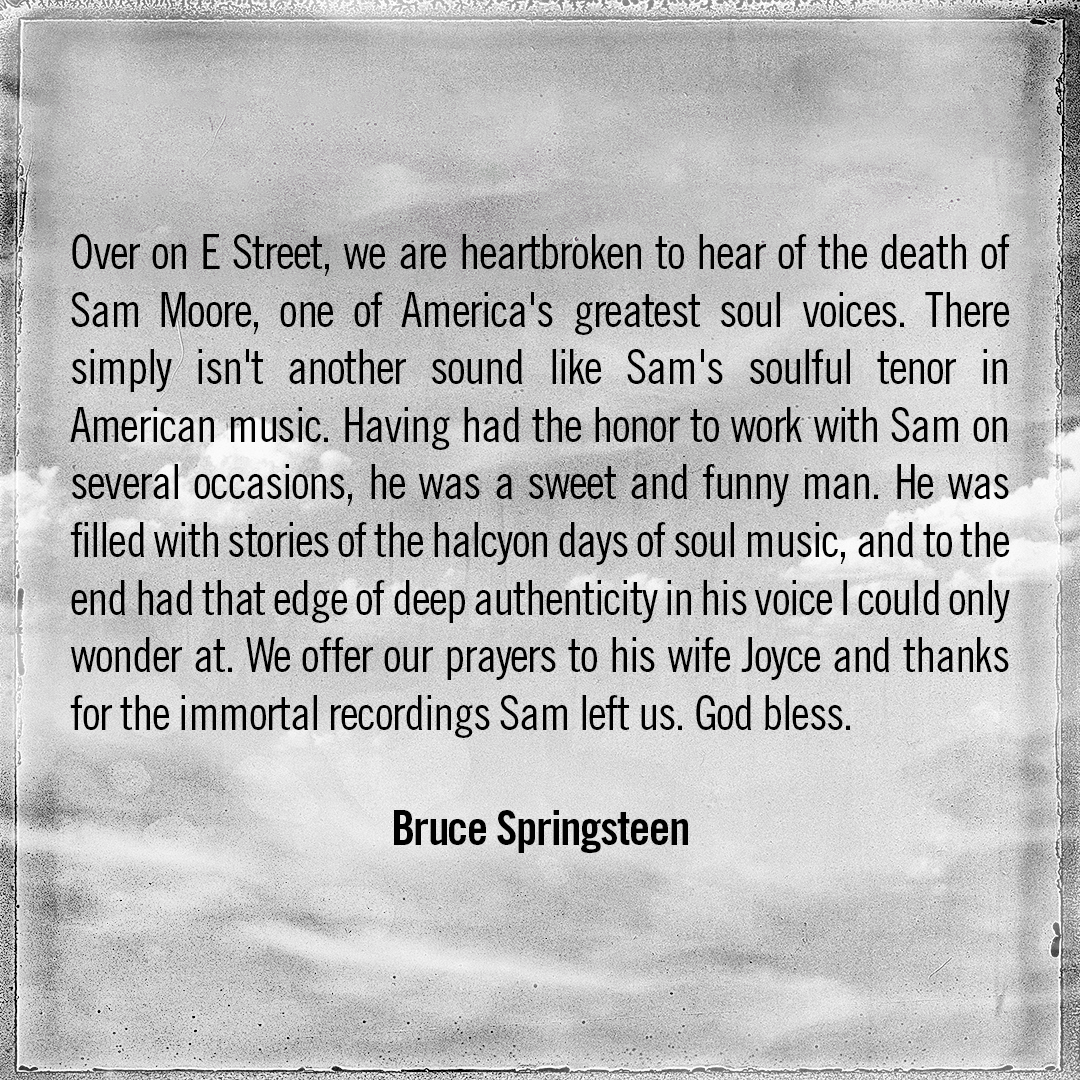 Over on E Street, we are heartbroken to hear of the death of
Sam Moore, one of America's greatest soul voices. There
simply isn't another sound like Sam's soulful tenor in
American music. Having had the honor to work with Sam on
several occasions, he was a sweet and funny man. He was
filled with stories of the halcyon days of soul music, and to the
end had that edge of deep authenticity in his voice I could only
wonder at. We offer our prayers to his wife Joyce and thanks
for the immortal recordings Sam left us. God bless.
Bruce Springsteen